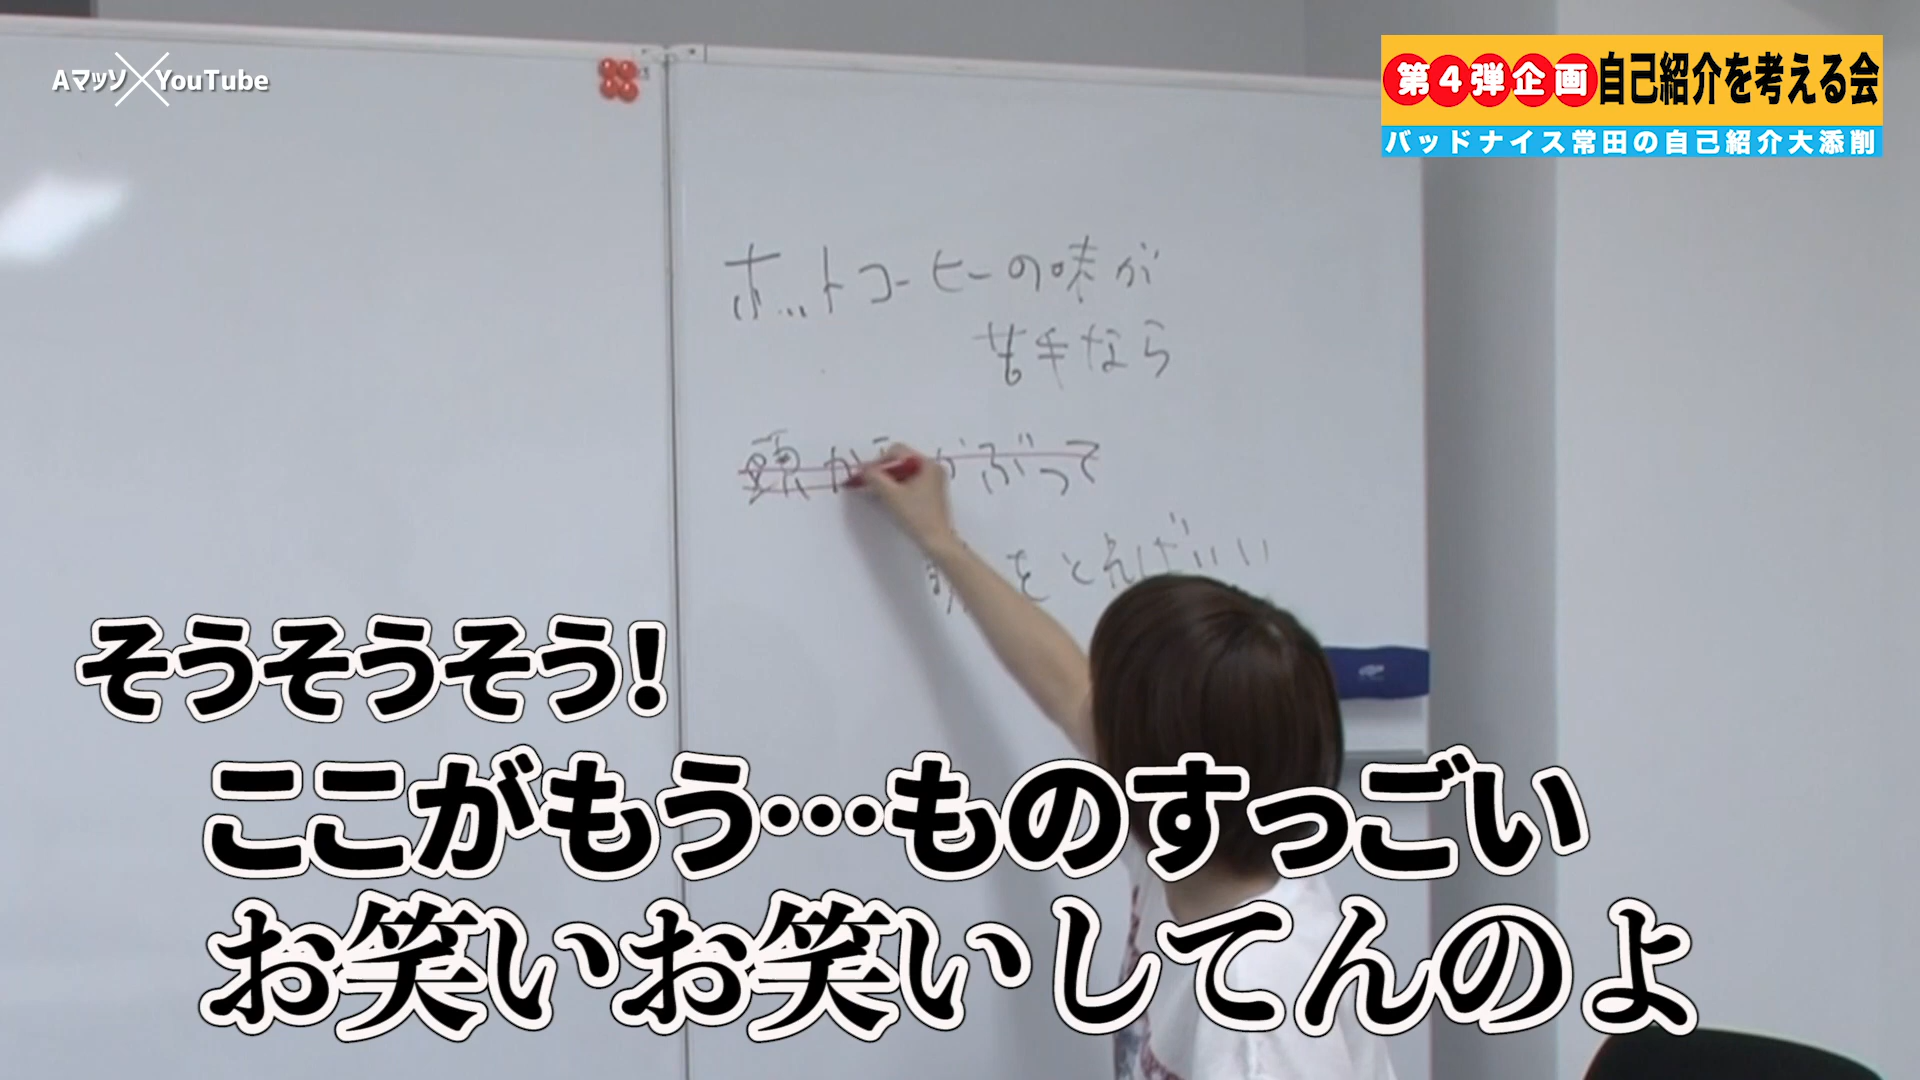 Aマッソ×YouTube
第4弾企画 自己紹介を考える会
バッドナイス常田の自己紹介大添削
ホットコーヒーの味が
苦手なら
頭か かぶって
をとればいい
そうそうそう!
ここがもう…ものすっごい
お笑いお笑いしてんのよ